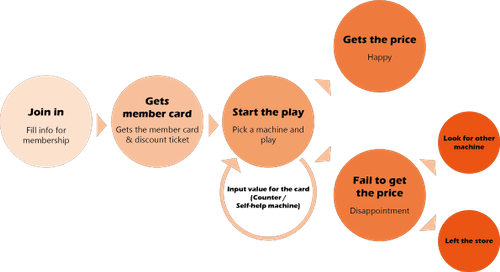 Join in
Fill info for
membership
Gets
member card
Gets the member card
& discount ticket
Start the play
Pick a machine and
play
Input value for the card
(Counter /
Self-help machine)
Gets the price
Happy
Fail to get
the price
Disappointment
Look for other
machine
Left the store